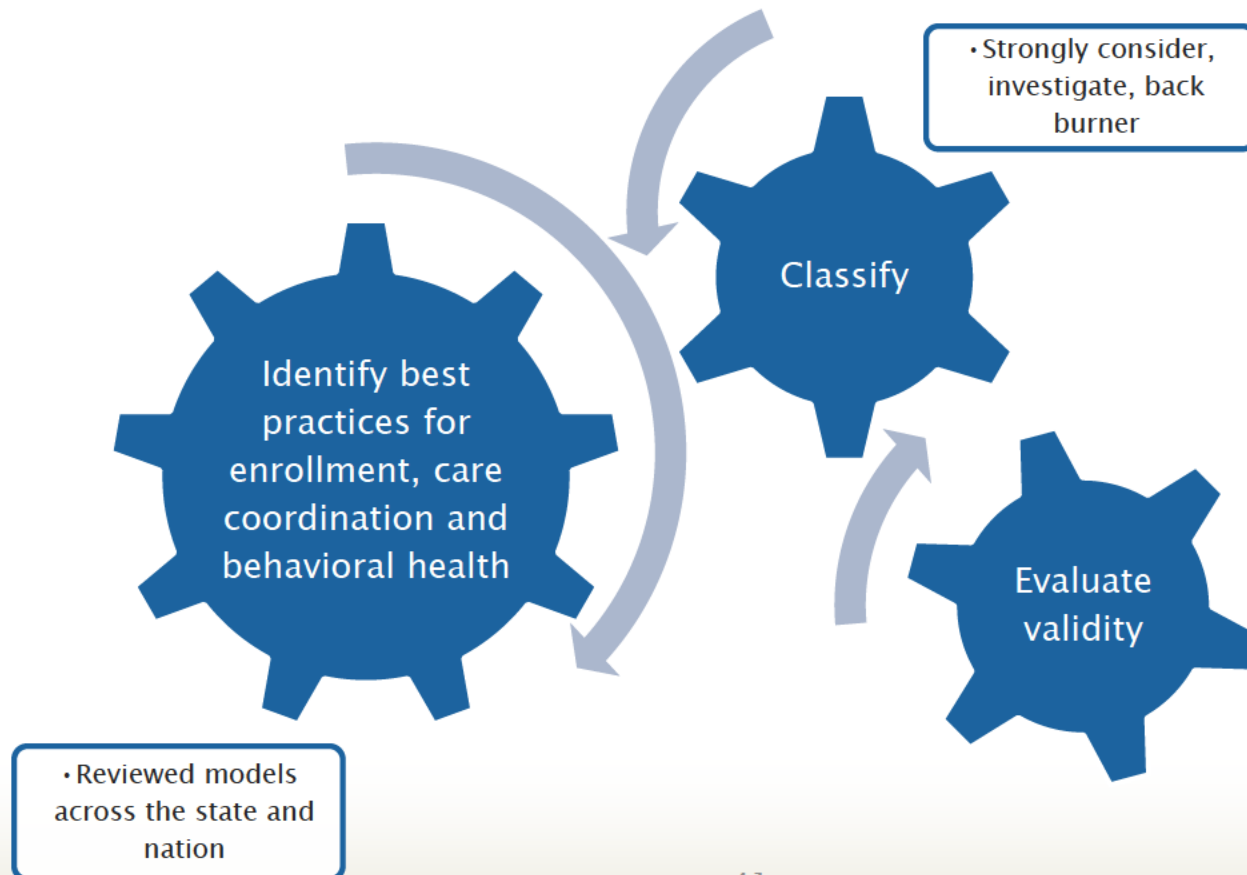 • Strongly consider,
investigate, back
burner
Classify
Identify best
practices for
enrollment, care
coordination and
behavioral health
Evaluate
validity
• Reviewed models
across the state and
nation